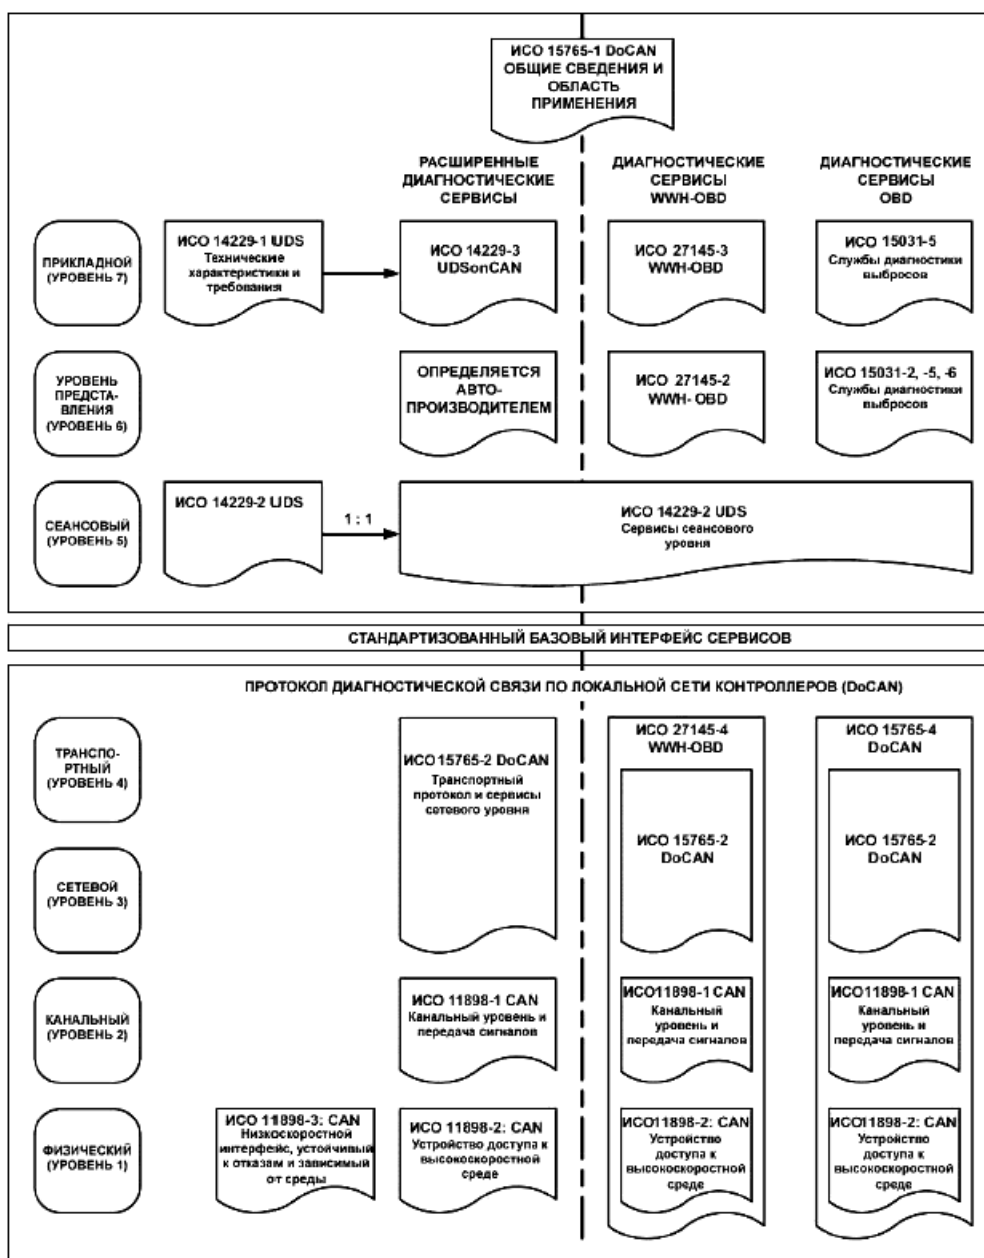 ИСО 15765-1 DoCAN
ОБЩИЕ СВЕДЕНИЯ И
ОБЛАСТЬ
ПРИМЕНЕНИЯ
РАСШИРЕННЫЕ
ДИАГНОСТИЧЕСКИЕ
СЕРВИСЫ
ДИАГНОСТИЧЕСКИЕ
СЕРВИСЫ
WWH-OBD
ДИАГНОСТИЧЕСКИЕ
СЕРВИСЫ
OBD
ПРИКЛАДНОЙ
(УРОВЕНЬ 7)
ИСО 14229-1 UDS
Технические
характеристики и
требования
ИСО 14229-3
UDSonCAN
ИСО 27145-3
WWH-OBD
ИСО 15031-5
Службы диагностики
выбросов
УРОВЕНЬ
ПРЕДСТА-
ВЛЕНИЯ
(УРОВЕНЬ 6)
ОПРЕДЕЛЯЕТСЯ
АВТО-
ПРОИЗВОДИТЕЛЕМ
ИСО 27145-2
WWH- OBD
ИСО 15031-2, -5, -6
Службы диагностики
выбросов
СЕАНСОВЫЙ
(УРОВЕНЬ 5)
ИСО 14229-2 UDS
1 : 1
ИСО 14229-2 UDS
Сервисы сеансового
уровня
СТАНДАРТИЗОВАННЫЙ БАЗОВЫЙ ИНТЕРФЕЙС СЕРВИСОВ
ПРОТОКОЛ ДИАГНОСТИЧЕСКОЙ СВЯЗИ ПО ЛОКАЛЬНОЙ СЕТИ КОНТРОЛЛЕРОВ (DoCAN)
ТРАНСПО-
РТНЫЙ
(УРОВЕНЬ 4)
ИСО 15765-2 DoCAN
Транспортный
протокол и сервисы
сетевого уровня
ИСО 27145-4
WWH-OBD
ИСО 15765-4
DoCAN
ИСО 15765-2
DoCAN
ИСО 15765-2
DoCAN
СЕТЕВОЙ
(УРОВЕНЬ 3)
КАНАЛЬНЫЙ
(УРОВЕНЬ 2)
ИСО 11898-1 CAN
Канальный уровень и
передача сигналов
ИСО11898-1 CAN
Канальный
уровень и
передача сигналов
ИСО11898-1 CAN
Канальный
уровень и
передача сигналов
ФИЗИЧЕСКИЙ
(УРОВЕНЬ 1)
ИСО 11898-3: CAN
Низкоскоростной
интерфейс, устойчивый
к отказам и зависимый
от среды
ИСО 11898-2: CAN
Устройство доступа к
высокоскоростной
среде
ИСО11898-2: CAN
Устройство
доступа к
высокоскоростной
среде
ИСО11898-2: CAN
Устройство
доступа к
высокоскоростной
среде